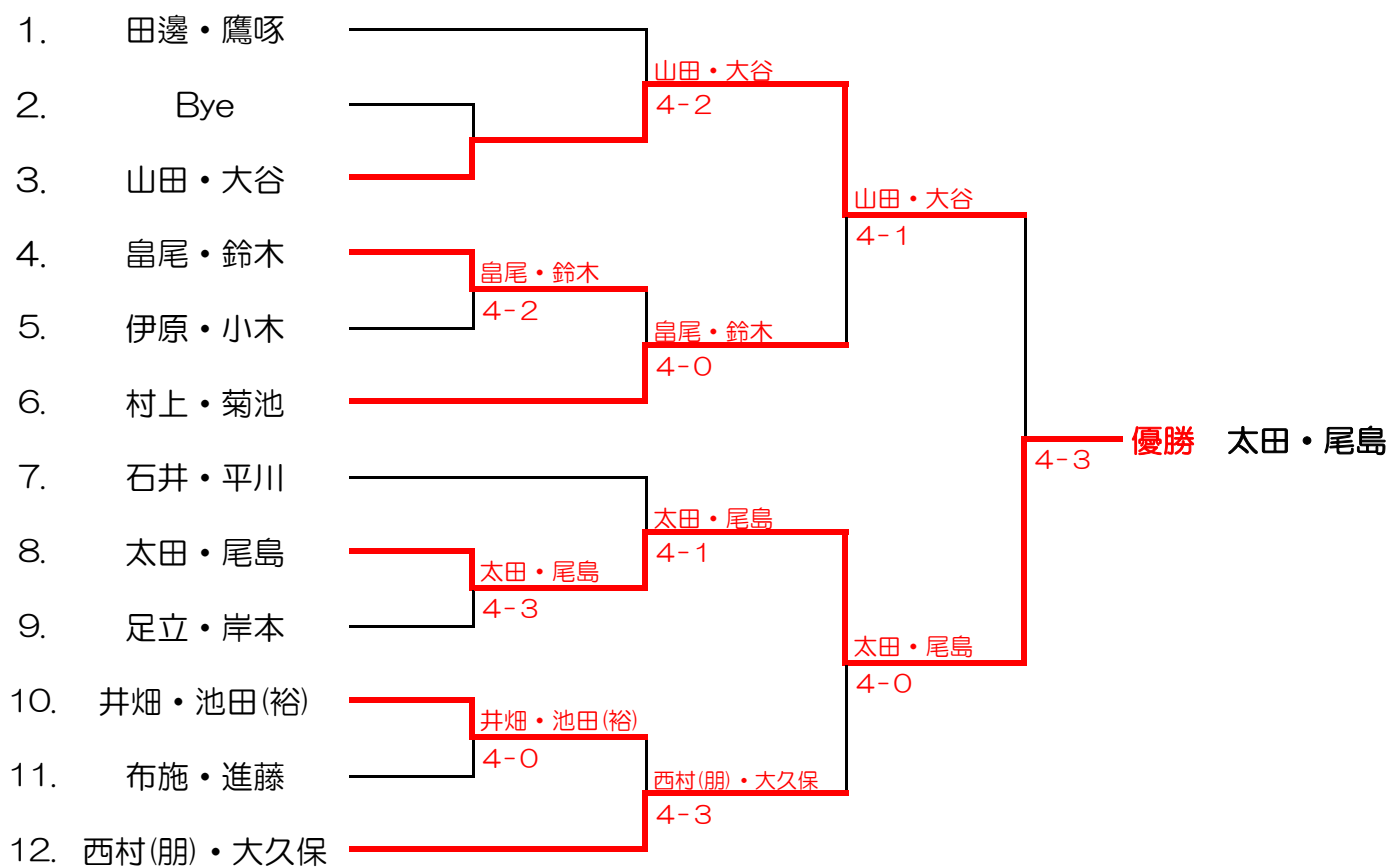 1. 田邊・鷹啄
2. Bye
3. 山田・大谷
4. 畠尾・鈴木
5. 伊原・小木
6. 村上・菊池
7. 石井・平川
8. 太田・尾島
9. 足立・岸本
10. 井畑・池田(裕)
11. 布施・進藤
12. 西村(朋)・大久保
畠尾・鈴木
4-2
太田・尾島
4-3
井畑・池田(裕)
4-0
山田・大谷
4-2
畠尾・鈴木
4-0
太田・尾島
4-1
西村(朋)・大久保
4-3
山田・大谷
4-1
太田・尾島
4-0
4-3
優勝 太田・尾島